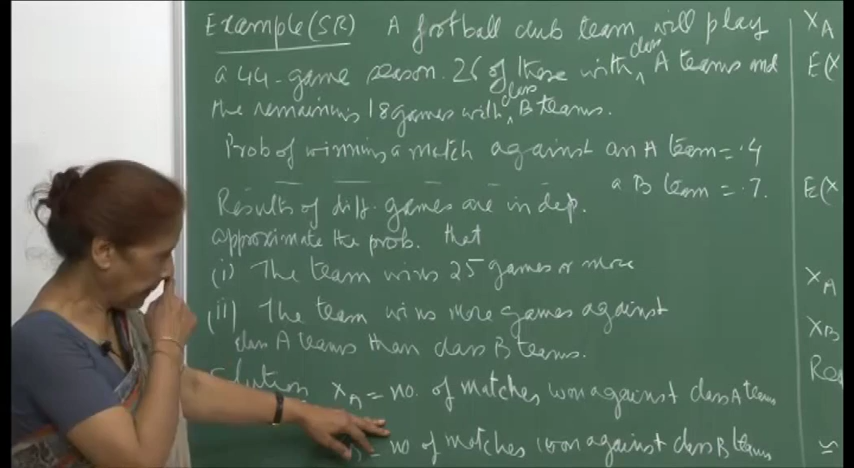 Example (SR) A football club team will play
a 44-game season. 26 of these with class A teams and
the remaining 18 games with class B teams.
Prob of winning a match against an A team = .4
a B team = .7.
Results of diff. games are indep.
approximate the prob. that
(i) The team wins 25 games or more
(ii) The team wins more games against
class A teams than class B teams.
Solution X_A = no. of matches won against class A teams
= no of matches won against class B teams
X_A
E(X
E(X
X_A
X_B
Re
≃